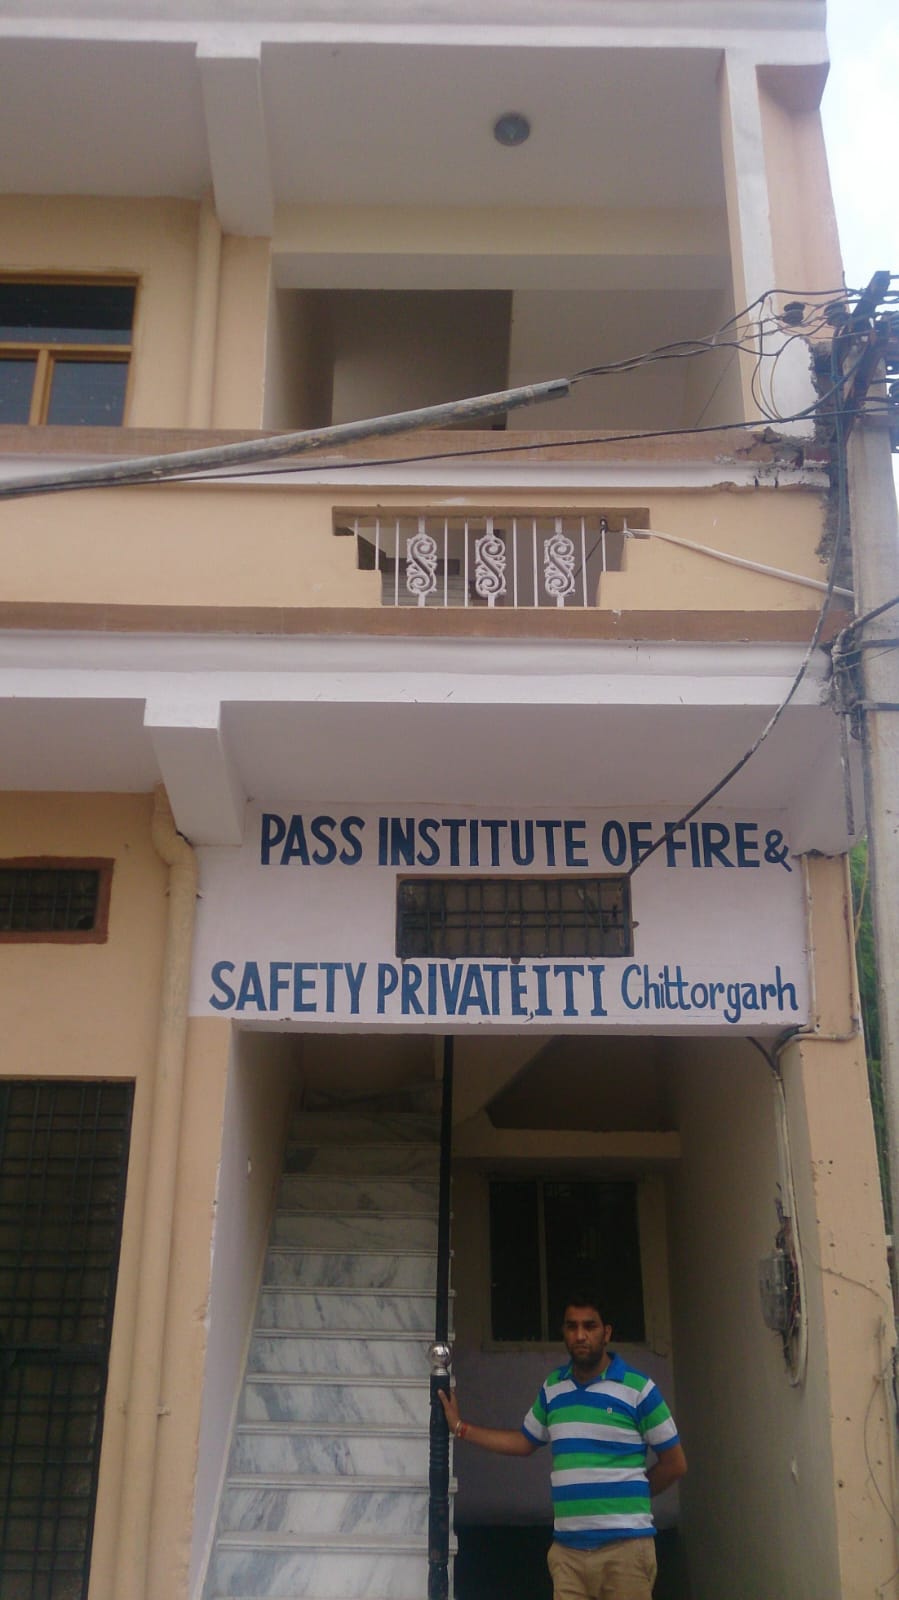 PASS INSTITUTE OF FIRE &
SAFETY PRIVATE, ITI Chittorgarh